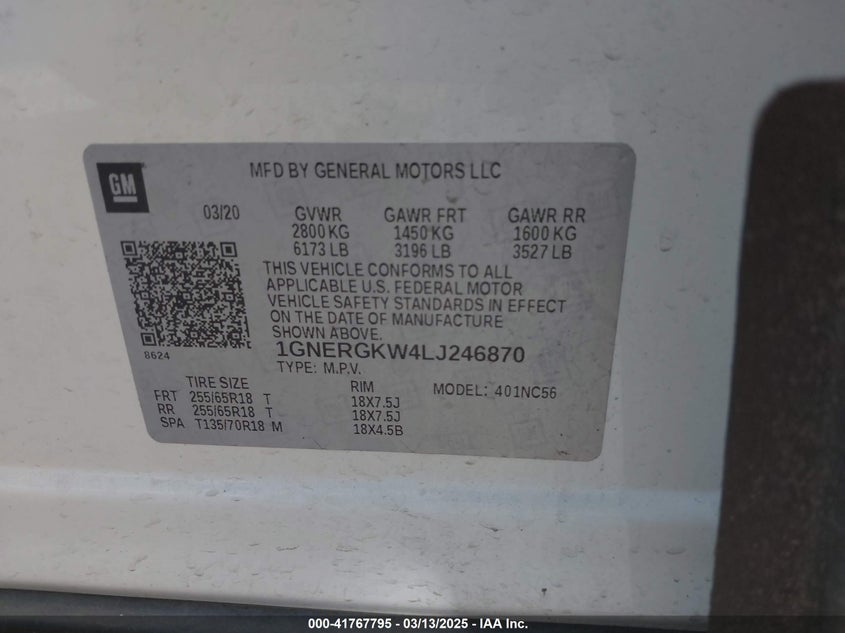 GM
MFD BY GENERAL MOTORS LLC
03/20 GVWR GAWR FRT GAWR RR
2800 KG 1450 KG 1600 KG
6173 LB 3196 LB 3527 LB
THIS VEHICLE CONFORMS TO ALL
APPLICABLE U.S. FEDERAL MOTOR
VEHICLE SAFETY STANDARDS IN EFFECT
ON THE DATE OF MANUFACTURE
SHOWN ABOVE.
8624
1GNERGKW4LJ246870
TYPE: M.P.V.
TIRE SIZE RIM MODEL: 401NC56
FRT 255/65R18 T 18X7.5J
RR 255/65R18 T 18X7.5J
SPA T135/70R18 M 18X4.5B
000-41767795 - 03/13/2025 - IAA Inc.